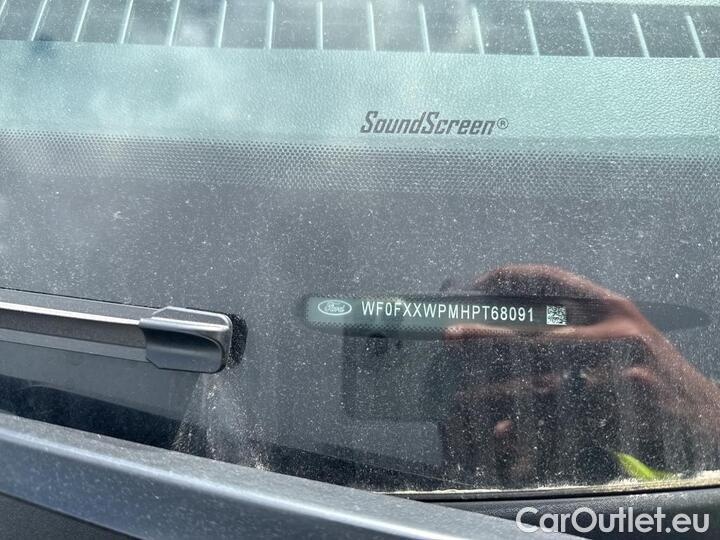 SoundScreen®
Ford WF0FXXWPMHPT68091
CarOutlet.eu